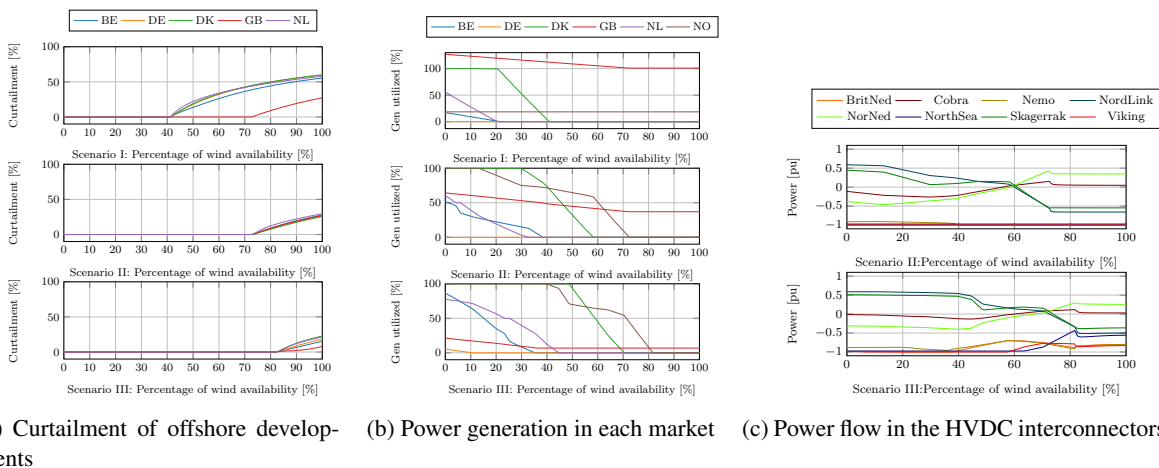 BE DE DK GB NL
Curtailment [%]
100
50
0
0 10 20 30 40 50 60 70 80 90 100
Scenario I: Percentage of wind availability [%]
Curtailment [%]
100
50
0
0 10 20 30 40 50 60 70 80 90 100
Scenario II: Percentage of wind availability [%]
Curtailment [%]
100
50
0
0 10 20 30 40 50 60 70 80 90 100
Scenario III: Percentage of wind availability [%]
) Curtailment of offshore develop-
ents
BE DE DK GB NL NO
Gen utilized [%]
100
50
0
0 10 20 30 40 50 60 70 80 90 100
Scenario I: Percentage of wind availability [%]
Gen utilized [%]
100
50
0
0 10 20 30 40 50 60 70 80 90 100
Scenario II: Percentage of wind availability [%]
Gen utilized [%]
100
50
0
0 10 20 30 40 50 60 70 80 90 100
Scenario III: Percentage of wind availability [%]
(b) Power generation in each market
BritNed Cobra Nemo NordLink
NorNed NorthSea Skagerrak Viking
Power [pu]
1
0.5
0
−0.5
−1
0 20 40 60 80 100
Scenario II:Percentage of wind availability [%]
Power [pu]
1
0.5
0
−0.5
−1
0 20 40 60 80 100
Scenario III:Percentage of wind availability [%]
(c) Power flow in the HVDC interconnectors